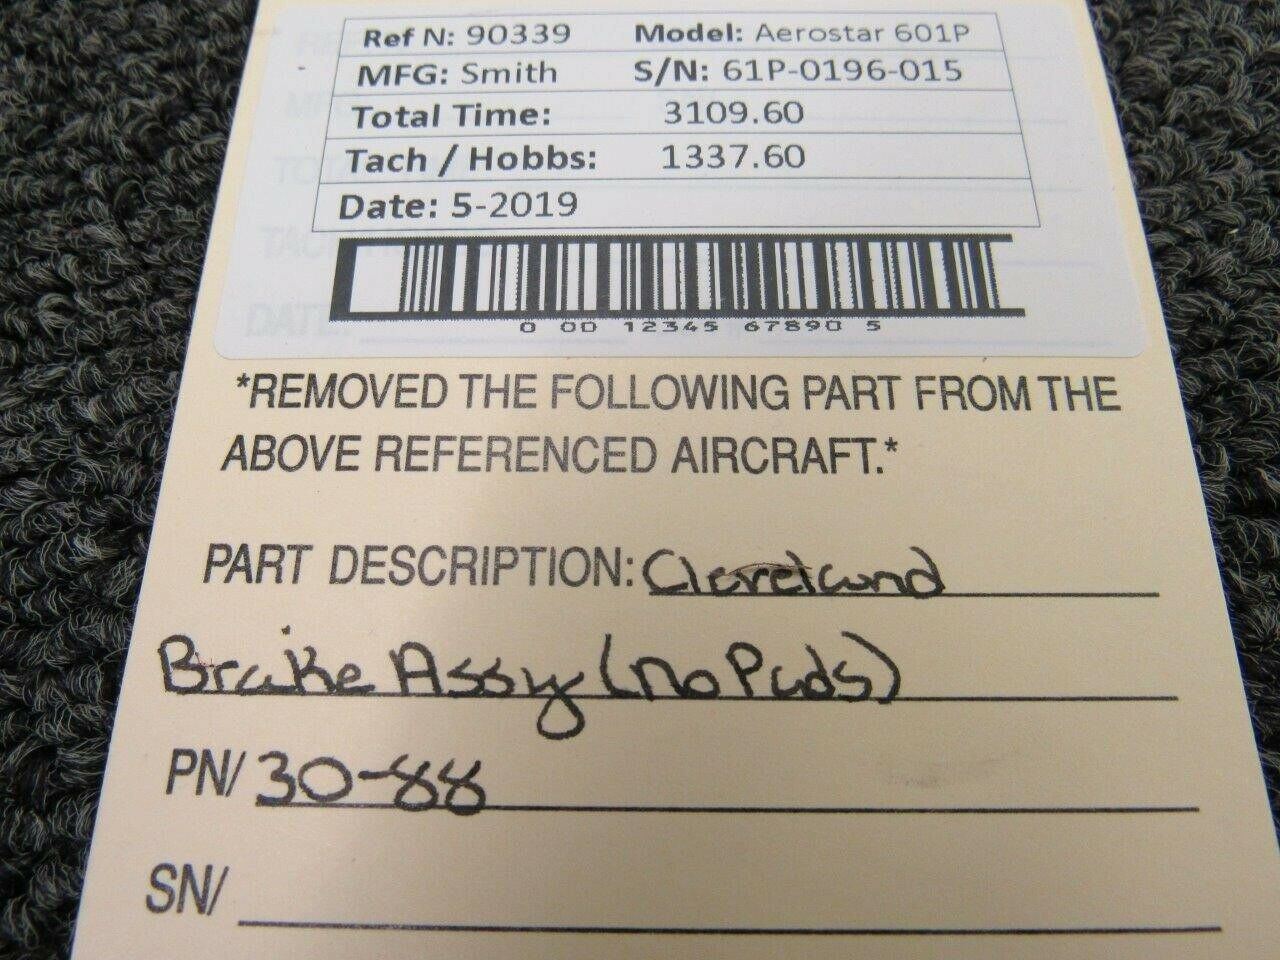 Ref N: 90339 Model: Aerostar 601P
MFG: Smith S/N: 61P-0196-015
Total Time: 3109.60
Tach / Hobbs: 1337.60
Date: 5-2019
0 00 12345 67890 5
*REMOVED THE FOLLOWING PART FROM THE
ABOVE REFERENCED AIRCRAFT.*
PART DESCRIPTION: Cleveland
Brake Assy (no Pads)
PN/ 30-88
SN/